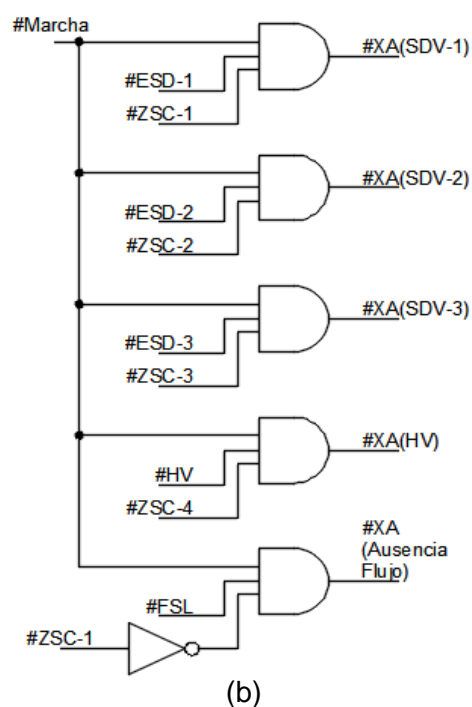 #Marcha
#XA(SDV-1)
#ESD-1
#ZSC-1
#XA(SDV-2)
#ESD-2
#ZSC-2
#XA(SDV-3)
#ESD-3
#ZSC-3
#XA(HV)
#HV
#ZSC-4
#XA
(Ausencia
Flujo)
#FSL
#ZSC-1
(b)